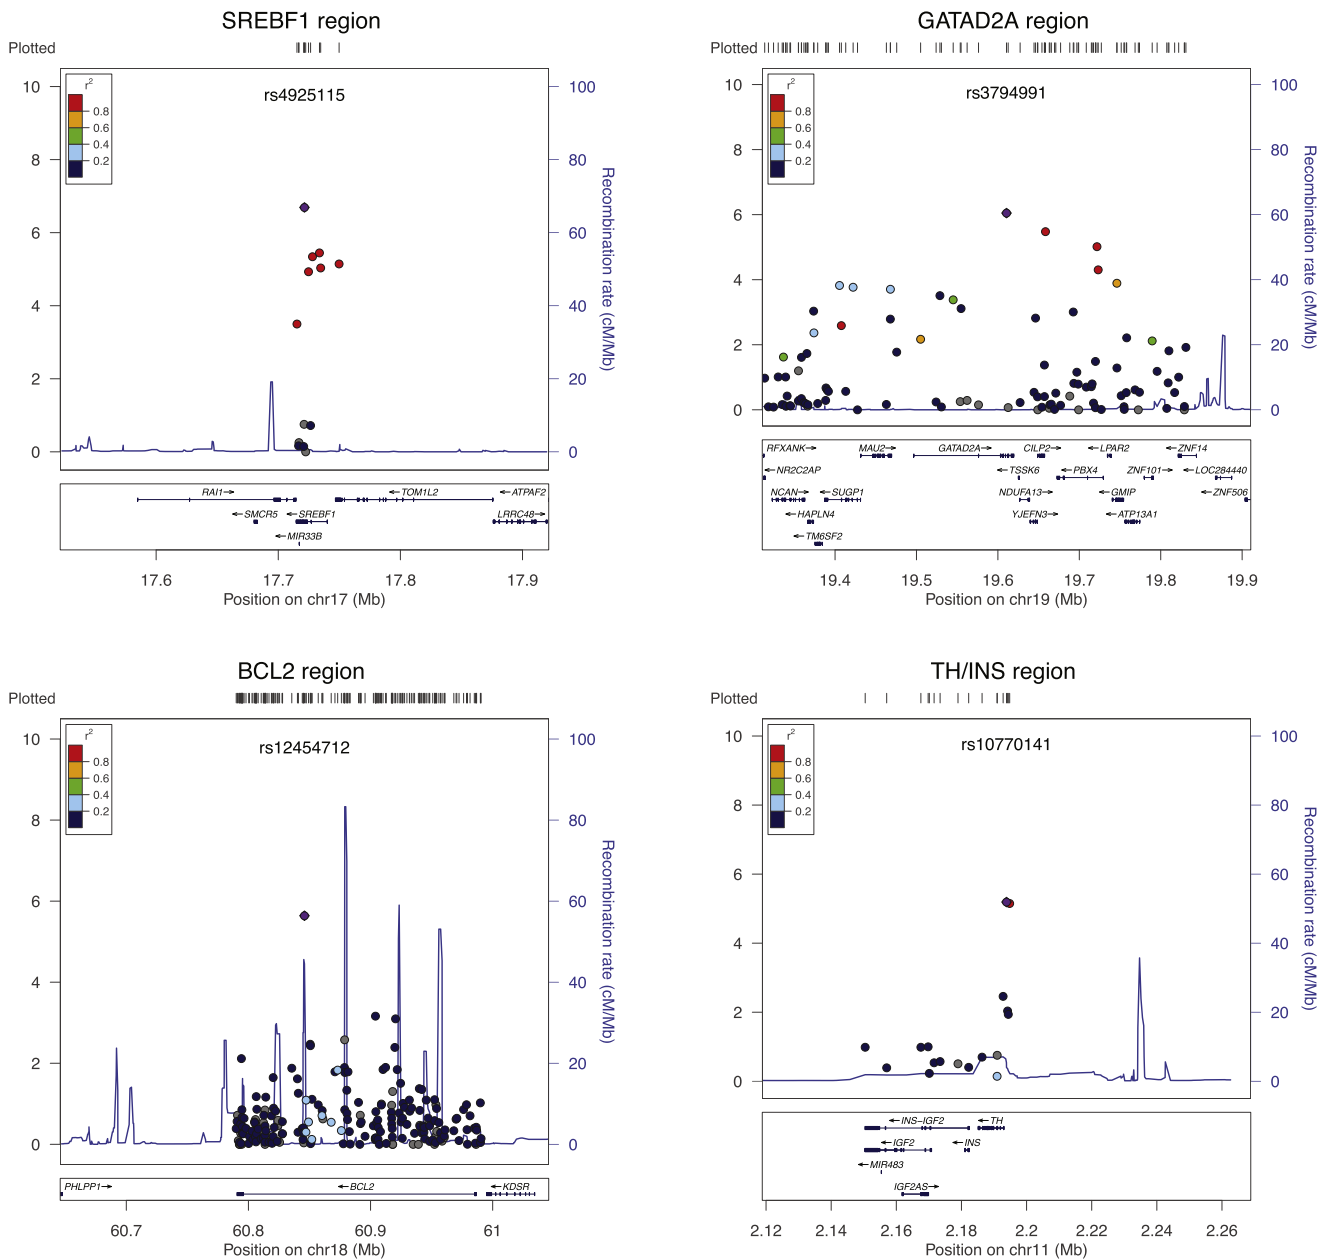 SREBF1 region
Plotted
r2
0.8
0.6
0.4
0.2
rs4925115
10
8
6
4
2
0
100
80
60
40
20
0
Recombination rate (cM/Mb)
RAI1
TOM1L2
ATPAF2
SMCR5
SREBF1
LRRC48
MIR33B
17.6 17.7 17.8 17.9
Position on chr17 (Mb)
GATAD2A region
Plotted
r2
0.8
0.6
0.4
0.2
rs3794991
10
8
6
4
2
0
100
80
60
40
20
0
Recombination rate (cM/Mb)
RFXANK MAU2 GATAD2A CILP2 LPAR2 ZNF14
NR2C2AP TSSK6 PBX4 ZNF101 LOC284440
NCAN SUGP1 NDUFA13 GMIP ZNF506
HAPLN4 YJEFN3 ATP13A1
TM6SF2
19.4 19.5 19.6 19.7 19.8 19.9
Position on chr19 (Mb)
BCL2 region
Plotted
r2
0.8
0.6
0.4
0.2
rs12454712
10
8
6
4
2
0
100
80
60
40
20
0
Recombination rate (cM/Mb)
PHLPP1 BCL2 KDSR
60.7 60.8 60.9 61
Position on chr18 (Mb)
TH/INS region
Plotted
r2
0.8
0.6
0.4
0.2
rs10770141
10
8
6
4
2
0
100
80
60
40
20
0
Recombination rate (cM/Mb)
INS−IGF2 TH
IGF2 INS
MIR483
IGF2AS
2.12 2.14 2.16 2.18 2.2 2.22 2.24 2.26
Position on chr11 (Mb)